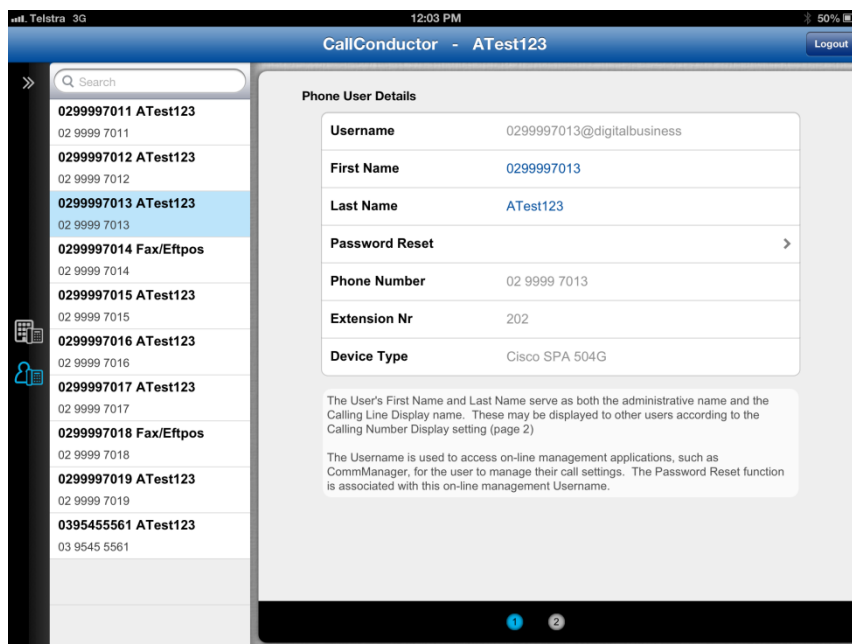 Telstra 3G 12:03 PM 50%
CallConductor - ATest123 Logout
Search
0299997011 ATest123
02 9999 7011
0299997012 ATest123
02 9999 7012
0299997013 ATest123
02 9999 7013
0299997014 Fax/Eftpos
02 9999 7014
0299997015 ATest123
02 9999 7015
0299997016 ATest123
02 9999 7016
0299997017 ATest123
02 9999 7017
0299997018 Fax/Eftpos
02 9999 7018
0299997019 ATest123
02 9999 7019
0395455561 ATest123
03 9545 5561
Phone User Details
Username 0299997013@digitalbusiness
First Name 0299997013
Last Name ATest123
Password Reset
Phone Number 02 9999 7013
Extension Nr 202
Device Type Cisco SPA 504G
The User's First Name and Last Name serve as both the administrative name and the
Calling Line Display name. These may be displayed to other users according to the
Calling Number Display setting (page 2)
The Username is used to access on-line management applications, such as
CommManager, for the user to manage their call settings. The Password Reset function
is associated with this on-line management Username.
1 2